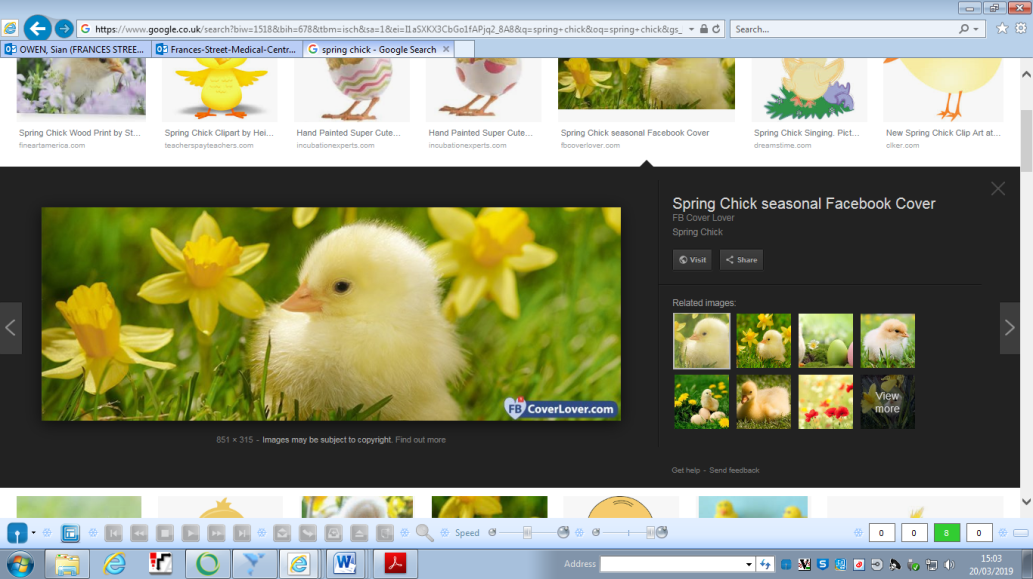 https://www.google.co.uk/search?biw=1518&bih=678&tbm=isch&sa=1&ei=I1aSXKX3CbGo1fAPjq2_8A8&q=spring+chick&oq=spring+chick&gs_
Search...
OWEN, Sian (FRANCES STREE...
Frances-Street-Medical-Centr...
spring chick - Google Search
Spring Chick Wood Print by St...
fineartamerica.com
Spring Chick Clipart by Hei...
teacherspayteachers.com
Hand Painted Super Cute...
incubationexperts.com
Hand Painted Super Cute...
incubationexperts.com
Spring Chick seasonal Facebook Cover
fbcoverlover.com
Spring Chick Singing. Pict...
dreamstime.com
New Spring Chick Clip Art at...
clker.com
FB CoverLover.com
851 × 315 - Images may be subject to copyright. Find out more
Spring Chick seasonal Facebook Cover
FB Cover Lover
Spring Chick
Visit
Share
Related images:
View more
Get help - Send feedback
Speed
0
0
8
0
Address
15:03
20/03/2019